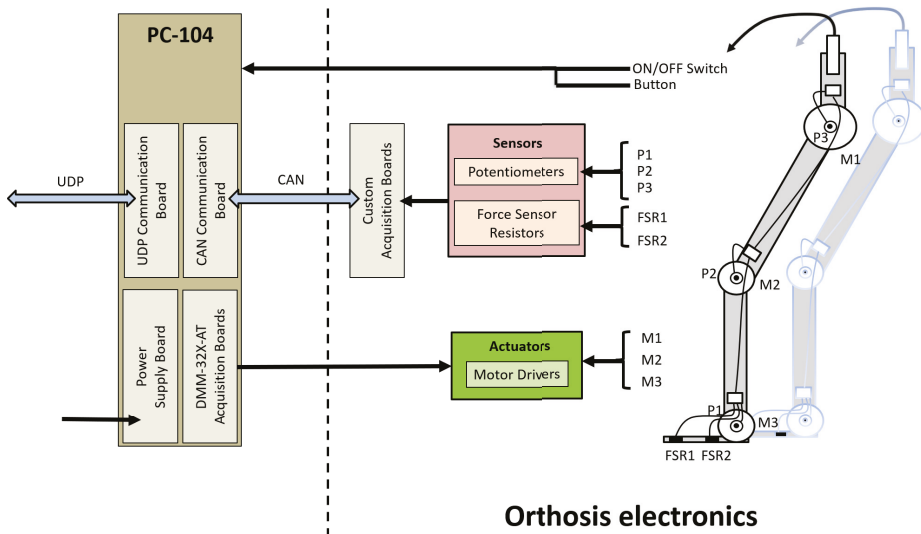 PC-104
ON/OFF Switch
Button
UDP
UDP Communication
Board
CAN Communication
Board
CAN
Custom
Acquisition Boards
Sensors
Potentiometers
Force Sensor
Resistors
P1
P2
P3
FSR1
FSR2
Power
Supply Board
DMM-32X-AT
Acquisition Boards
Actuators
Motor Drivers
M1
M2
M3
P3
M1
P2
M2
P1
M3
FSR1
FSR2
Orthosis electronics